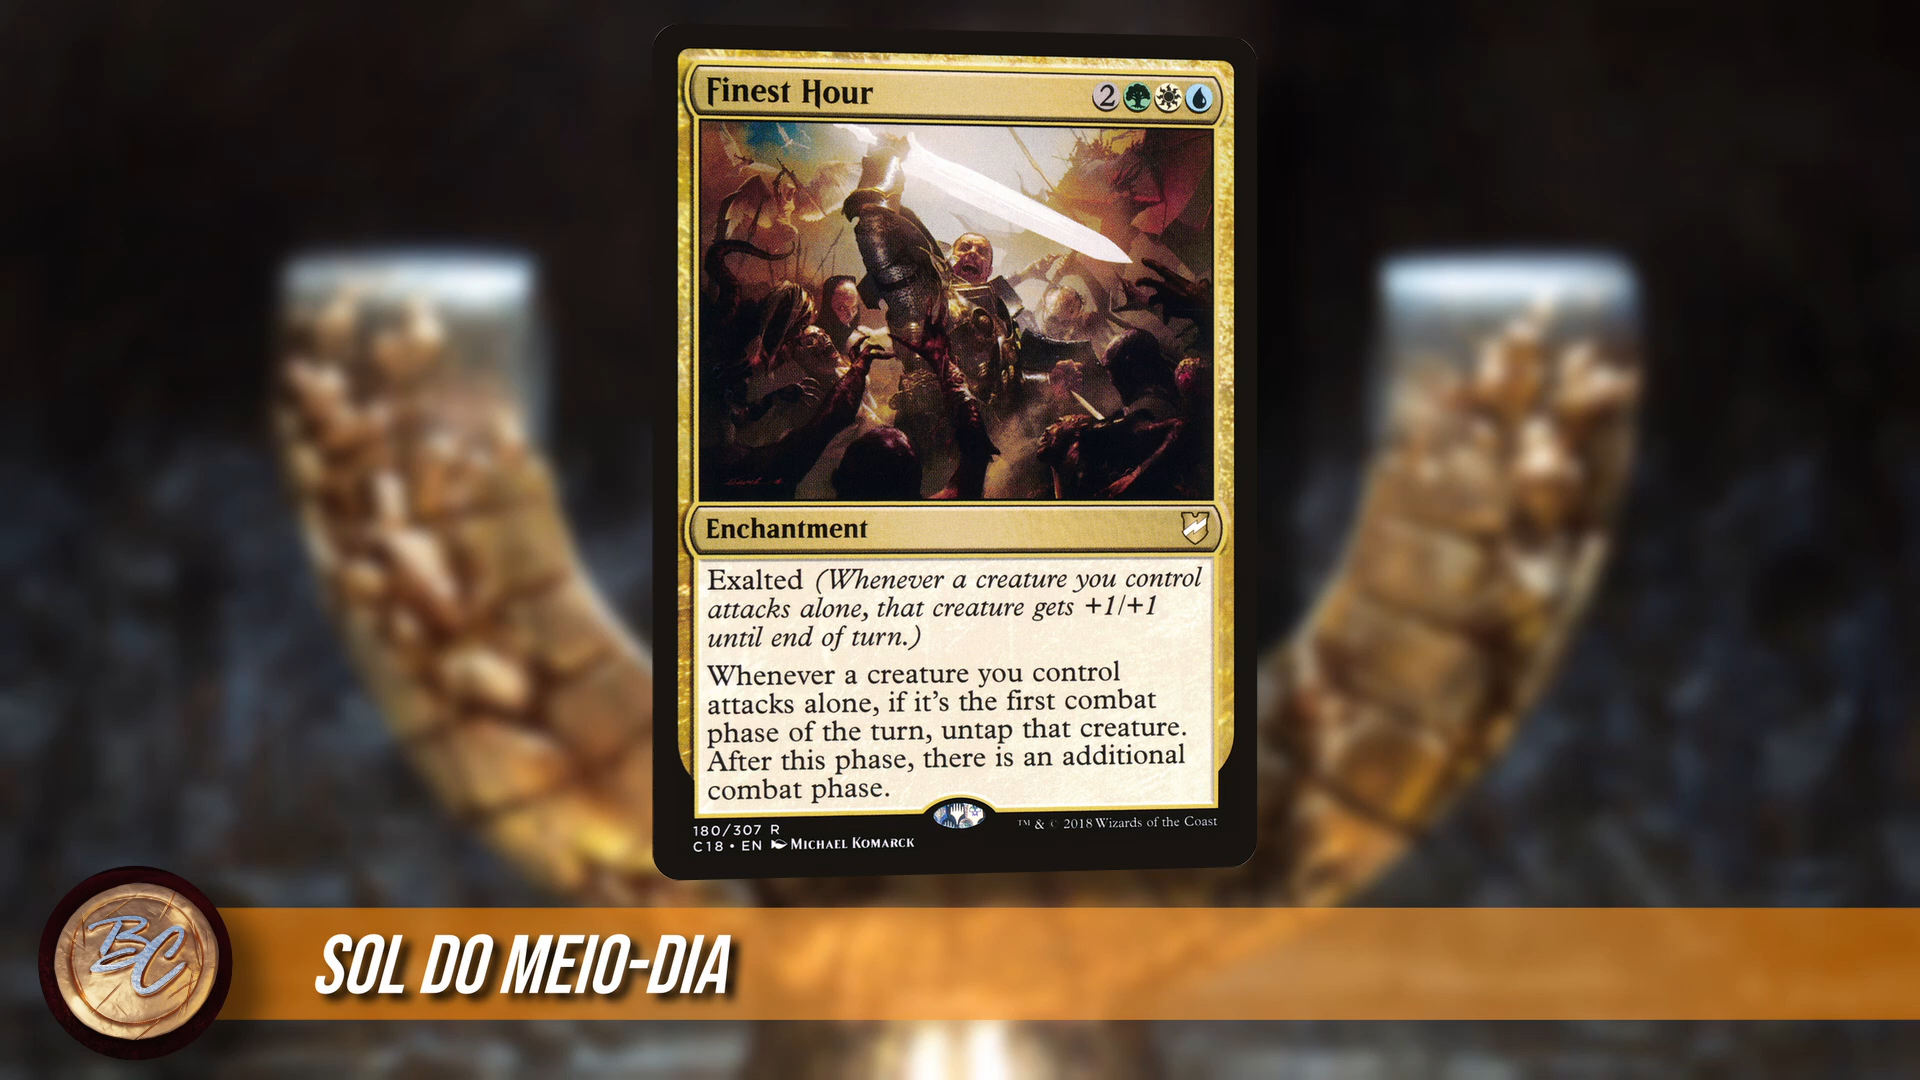 Finest Hour
2
Enchantment
Exalted (Whenever a creature you control
attacks alone, that creature gets +1/+1
until end of turn.)
Whenever a creature you control
attacks alone, if it's the first combat
phase of the turn, untap that creature.
After this phase, there is an additional
combat phase.
180/307 R
C18 • EN MICHAEL KOMARCK
™ & © 2018 Wizards of the Coast
BC
SOL DO MEIO-DIA